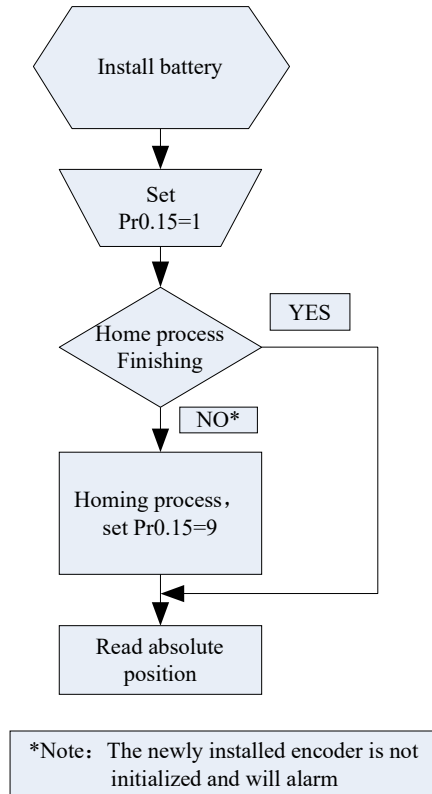 Install battery
Set
Pr0.15=1
Home process
Finishing
YES
NO*
Homing process，
set Pr0.15=9
Read absolute
position
*Note：The newly installed encoder is not
initialized and will alarm